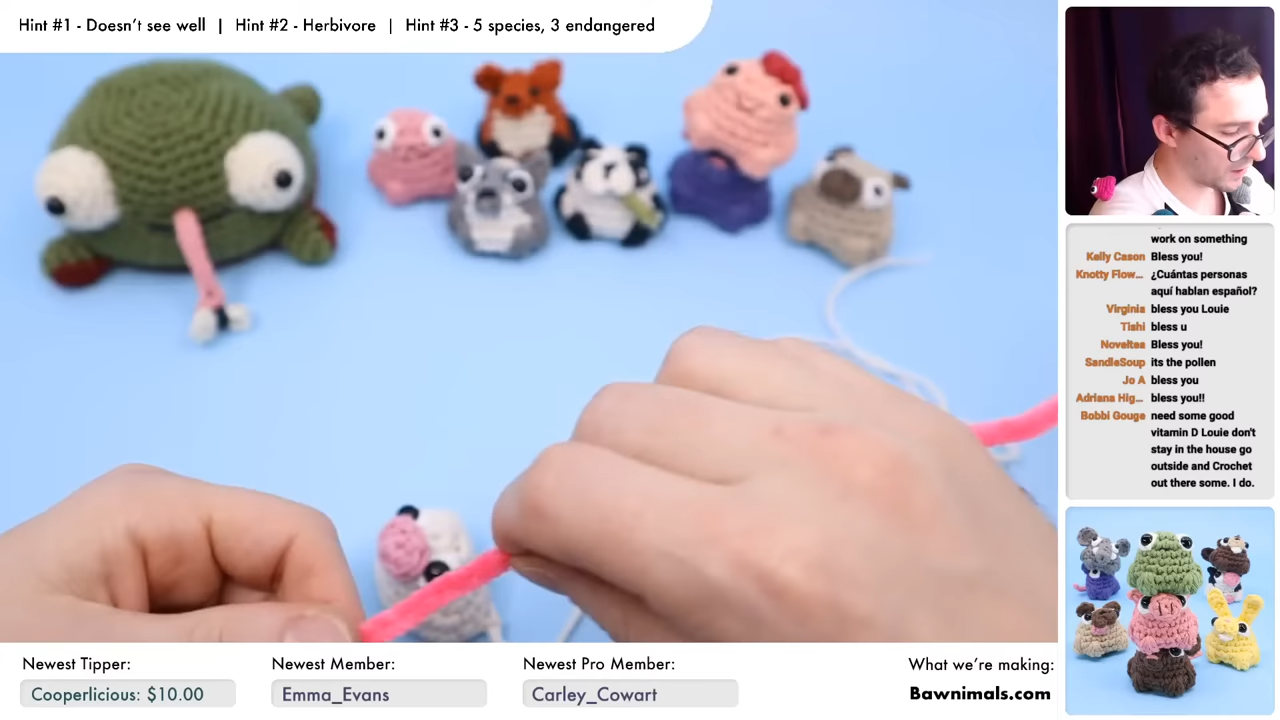 Hint #1 - Doesn't see well | Hint #2 - Herbivore | Hint #3 - 5 species, 3 endangered
work on something
Kelly Cason Bless you!
Knotty Flow... ¿Cuántas personas
aquí hablan español?
Virginia bless you Louie
Tishi bless u
Noveltea Bless you!
SandleSoup its the pollen
Jo A bless you
Adriana Hig... bless you!!
Bobbi Gouge need some good
vitamin D Louie don't
stay in the house go
outside and Crochet
out there some. I do.
Newest Tipper:
Cooperlicious: $10.00
Newest Member:
Emma_Evans
Newest Pro Member:
Carley_Cowart
What we're making:
Bawnimals.com